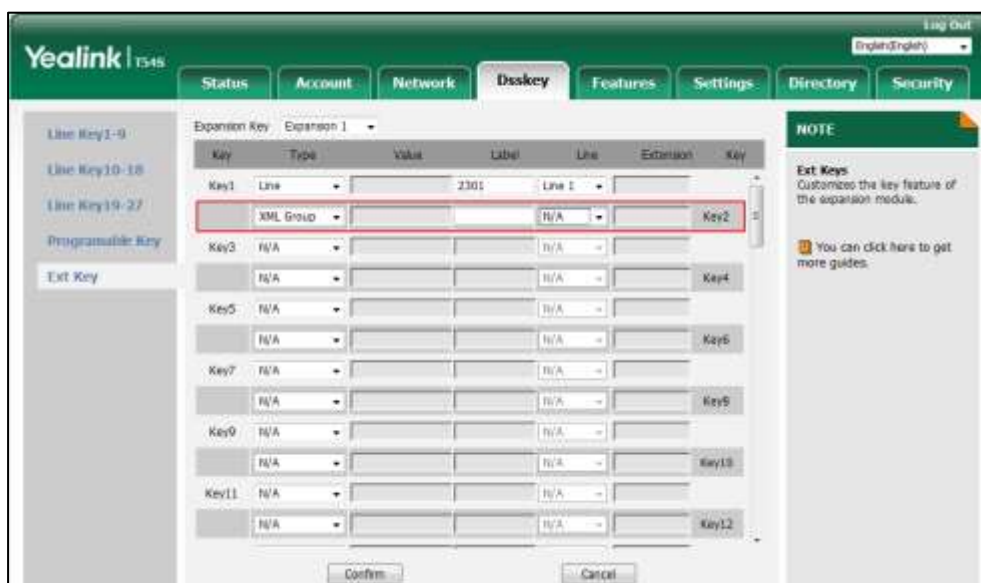 Log Out
English(English)
Yealink T54S
Status Account Network Dsskey Features Settings Directory Security
Line Key1-9
Line Key10-18
Line Key19-27
Programable Key
Ext Key
Expansion Key Expansion 1
Key Type Value Label Line Extension Key
Key1 Line 2301 Line 1
XML Group N/A Key2
Key3 N/A N/A
N/A N/A Key4
Key5 N/A N/A
N/A N/A Key6
Key7 N/A N/A
N/A N/A Key8
Key9 N/A N/A
N/A N/A Key10
Key11 N/A N/A
N/A N/A Key12
Confirm Cancel
NOTE
Ext Keys
Customizes the key feature of
the expansion module.
You can click here to get
more guides.